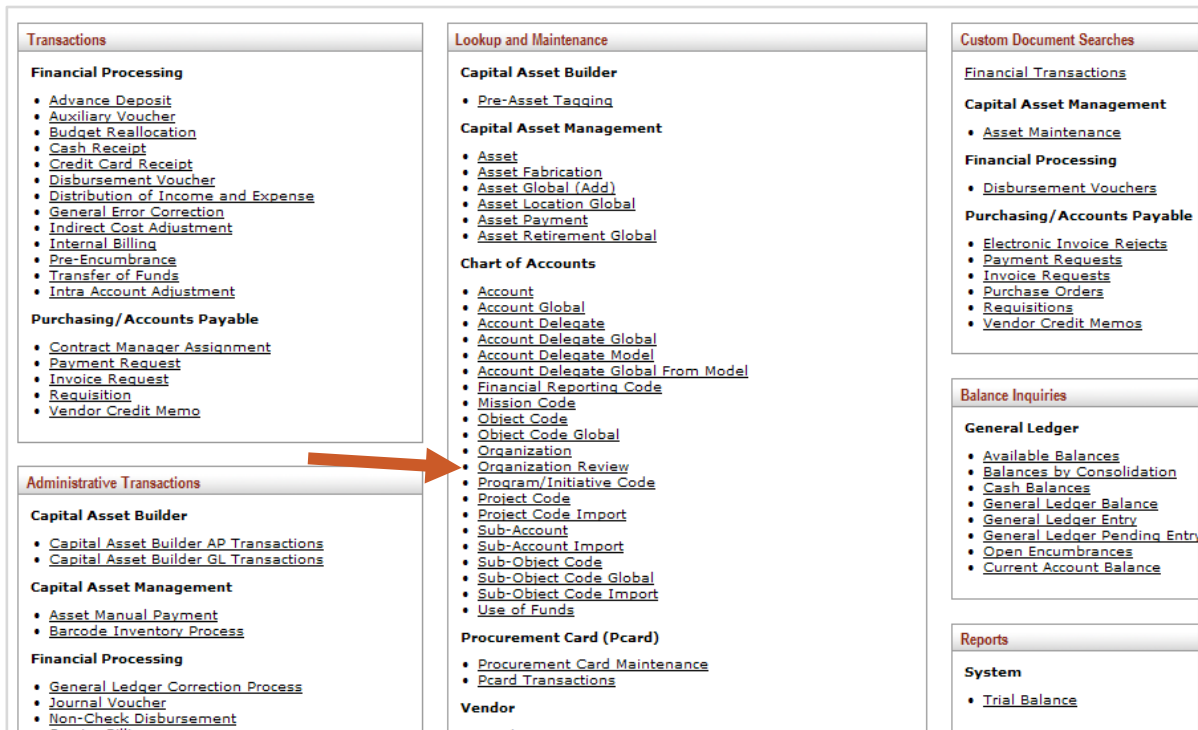 Transactions
Financial Processing
Advance Deposit
Auxiliary Voucher
Budget Reallocation
Cash Receipt
Credit Card Receipt
Disbursement Voucher
Distribution of Income and Expense
General Error Correction
Indirect Cost Adjustment
Internal Billing
Pre-Encumbrance
Transfer of Funds
Intra Account Adjustment
Purchasing/Accounts Payable
Contract Manager Assignment
Payment Request
Invoice Request
Requisition
Vendor Credit Memo
Administrative Transactions
Capital Asset Builder
Capital Asset Builder AP Transactions
Capital Asset Builder GL Transactions
Capital Asset Management
Asset Manual Payment
Barcode Inventory Process
Financial Processing
General Ledger Correction Process
Journal Voucher
Non-Check Disbursement
Lookup and Maintenance
Capital Asset Builder
Pre-Asset Tagging
Capital Asset Management
Asset
Asset Fabrication
Asset Global (Add)
Asset Location Global
Asset Payment
Asset Retirement Global
Chart of Accounts
Account
Account Global
Account Delegate
Account Delegate Global
Account Delegate Model
Account Delegate Global From Model
Financial Reporting Code
Mission Code
Object Code
Object Code Global
Organization
Organization Review
Program/Initiative Code
Project Code
Project Code Import
Sub-Account
Sub-Account Import
Sub-Object Code
Sub-Object Code Global
Sub-Object Code Import
Use of Funds
Procurement Card (Pcard)
Procurement Card Maintenance
Pcard Transactions
Vendor
Custom Document Searches
Financial Transactions
Capital Asset Management
Asset Maintenance
Financial Processing
Disbursement Vouchers
Purchasing/Accounts Payable
Electronic Invoice Rejects
Payment Requests
Invoice Requests
Purchase Orders
Requisitions
Vendor Credit Memos
Balance Inquiries
General Ledger
Available Balances
Balances by Consolidation
Cash Balances
General Ledger Balance
General Ledger Entry
General Ledger Pending Entry
Open Encumbrances
Current Account Balance
Reports
System
Trial Balance